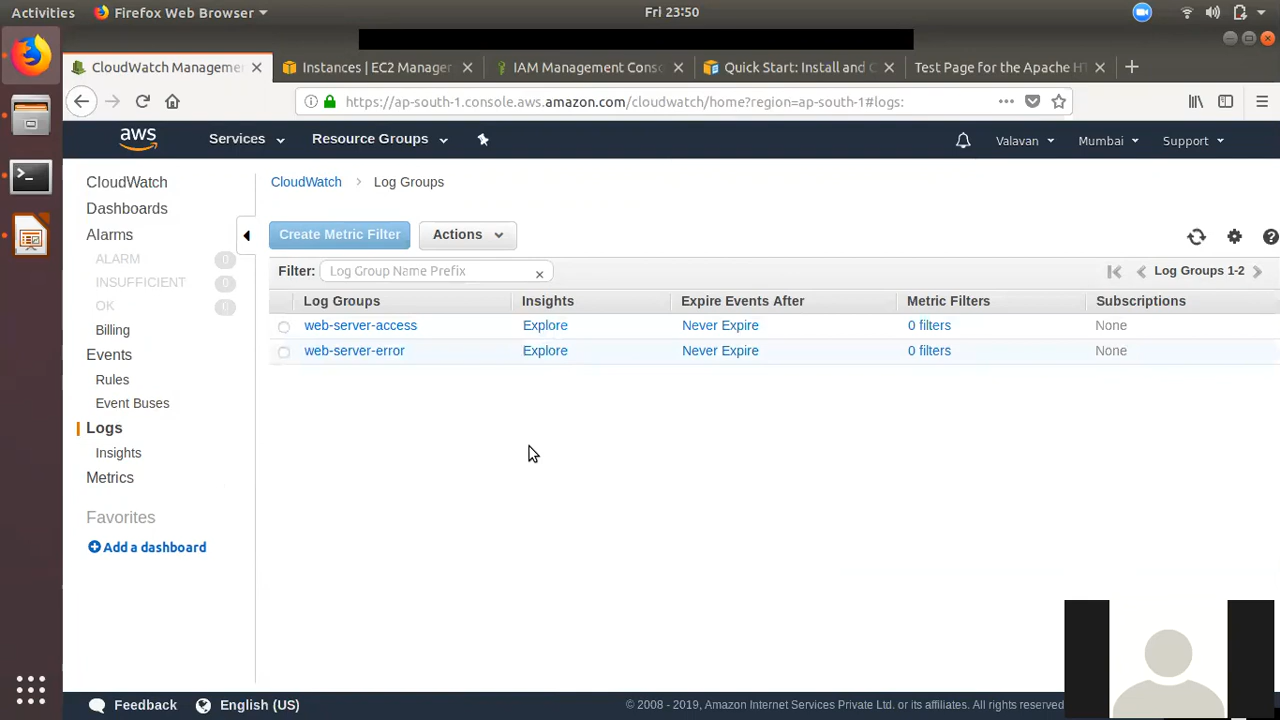 Activities Firefox Web Browser Fri 23:50
CloudWatch Manageme Instances | EC2 Manager IAM Management Conso Quick Start: Install and C Test Page for the Apache HT
https://ap-south-1.console.aws.amazon.com/cloudwatch/home?region=ap-south-1#logs:
aws Services Resource Groups Valavan Mumbai Support
CloudWatch
Dashboards
Alarms
ALARM 0
INSUFFICIENT 0
OK 0
Billing
Events
Rules
Event Buses
Logs
Insights
Metrics
Favorites
Add a dashboard
CloudWatch > Log Groups
Create Metric Filter Actions
Filter: Log Group Name Prefix × Log Groups 1-2
Log Groups Insights Expire Events After Metric Filters Subscriptions
web-server-access Explore Never Expire 0 filters None
web-server-error Explore Never Expire 0 filters None
Feedback English (US) © 2008 - 2019, Amazon Internet Services Private Ltd. or its affiliates. All rights reserved